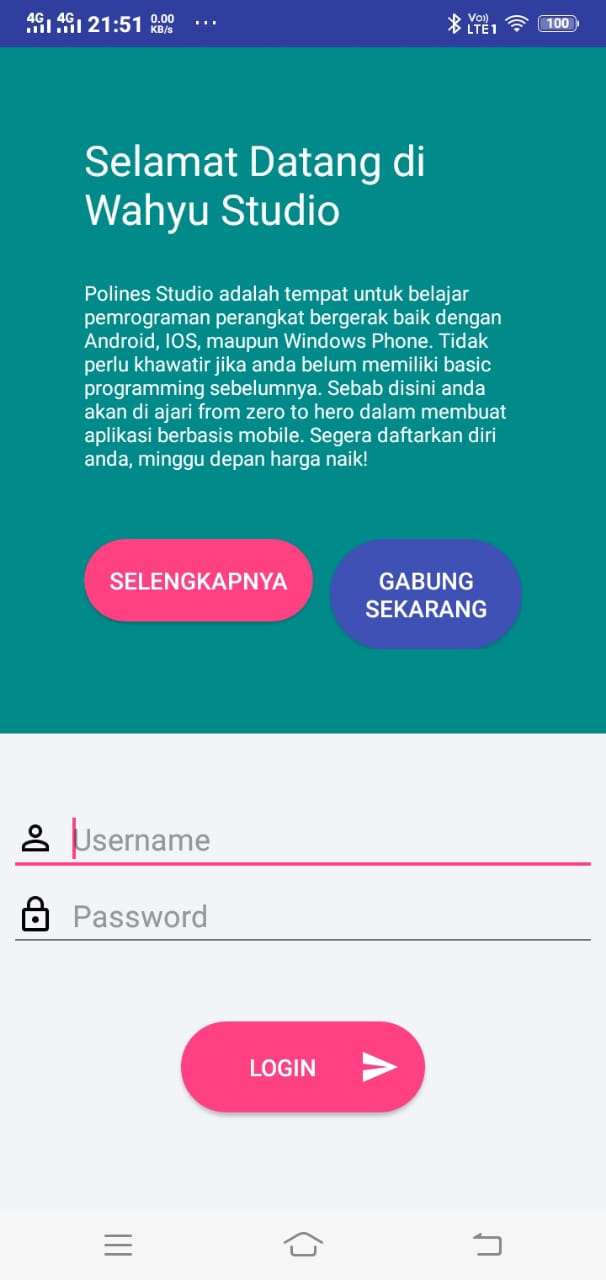 4G 4G 21:51 0.00 KB/s ... Vo)) LTE1 100
Selamat Datang di
Wahyu Studio
Polines Studio adalah tempat untuk belajar
pemrograman perangkat bergerak baik dengan
Android, IOS, maupun Windows Phone. Tidak
perlu khawatir jika anda belum memiliki basic
programming sebelumnya. Sebab disini anda
akan di ajari from zero to hero dalam membuat
aplikasi berbasis mobile. Segera daftarkan diri
anda, minggu depan harga naik!
SELENGKAPNYA
GABUNG
SEKARANG
Username
Password
LOGIN